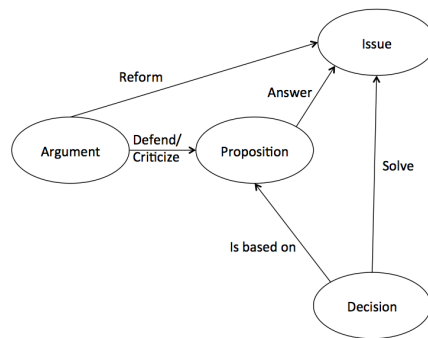 Issue
Reform
Answer
Defend/
Criticize
Argument
Proposition
Solve
Is based on
Decision